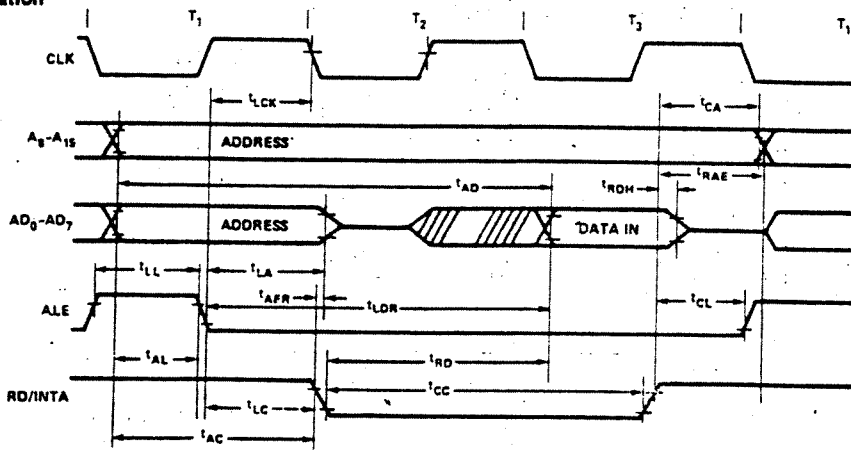 T1 T2 T3 T1
CLK
tLCK tCA
A8-A15 ADDRESS
tAD tRDH tRAE
AD0-AD7 ADDRESS DATA IN
tLL tLA
tAFR tLDR tCL
ALE
tRD
tAL
tCC
RD/INTA
tLC
tAC